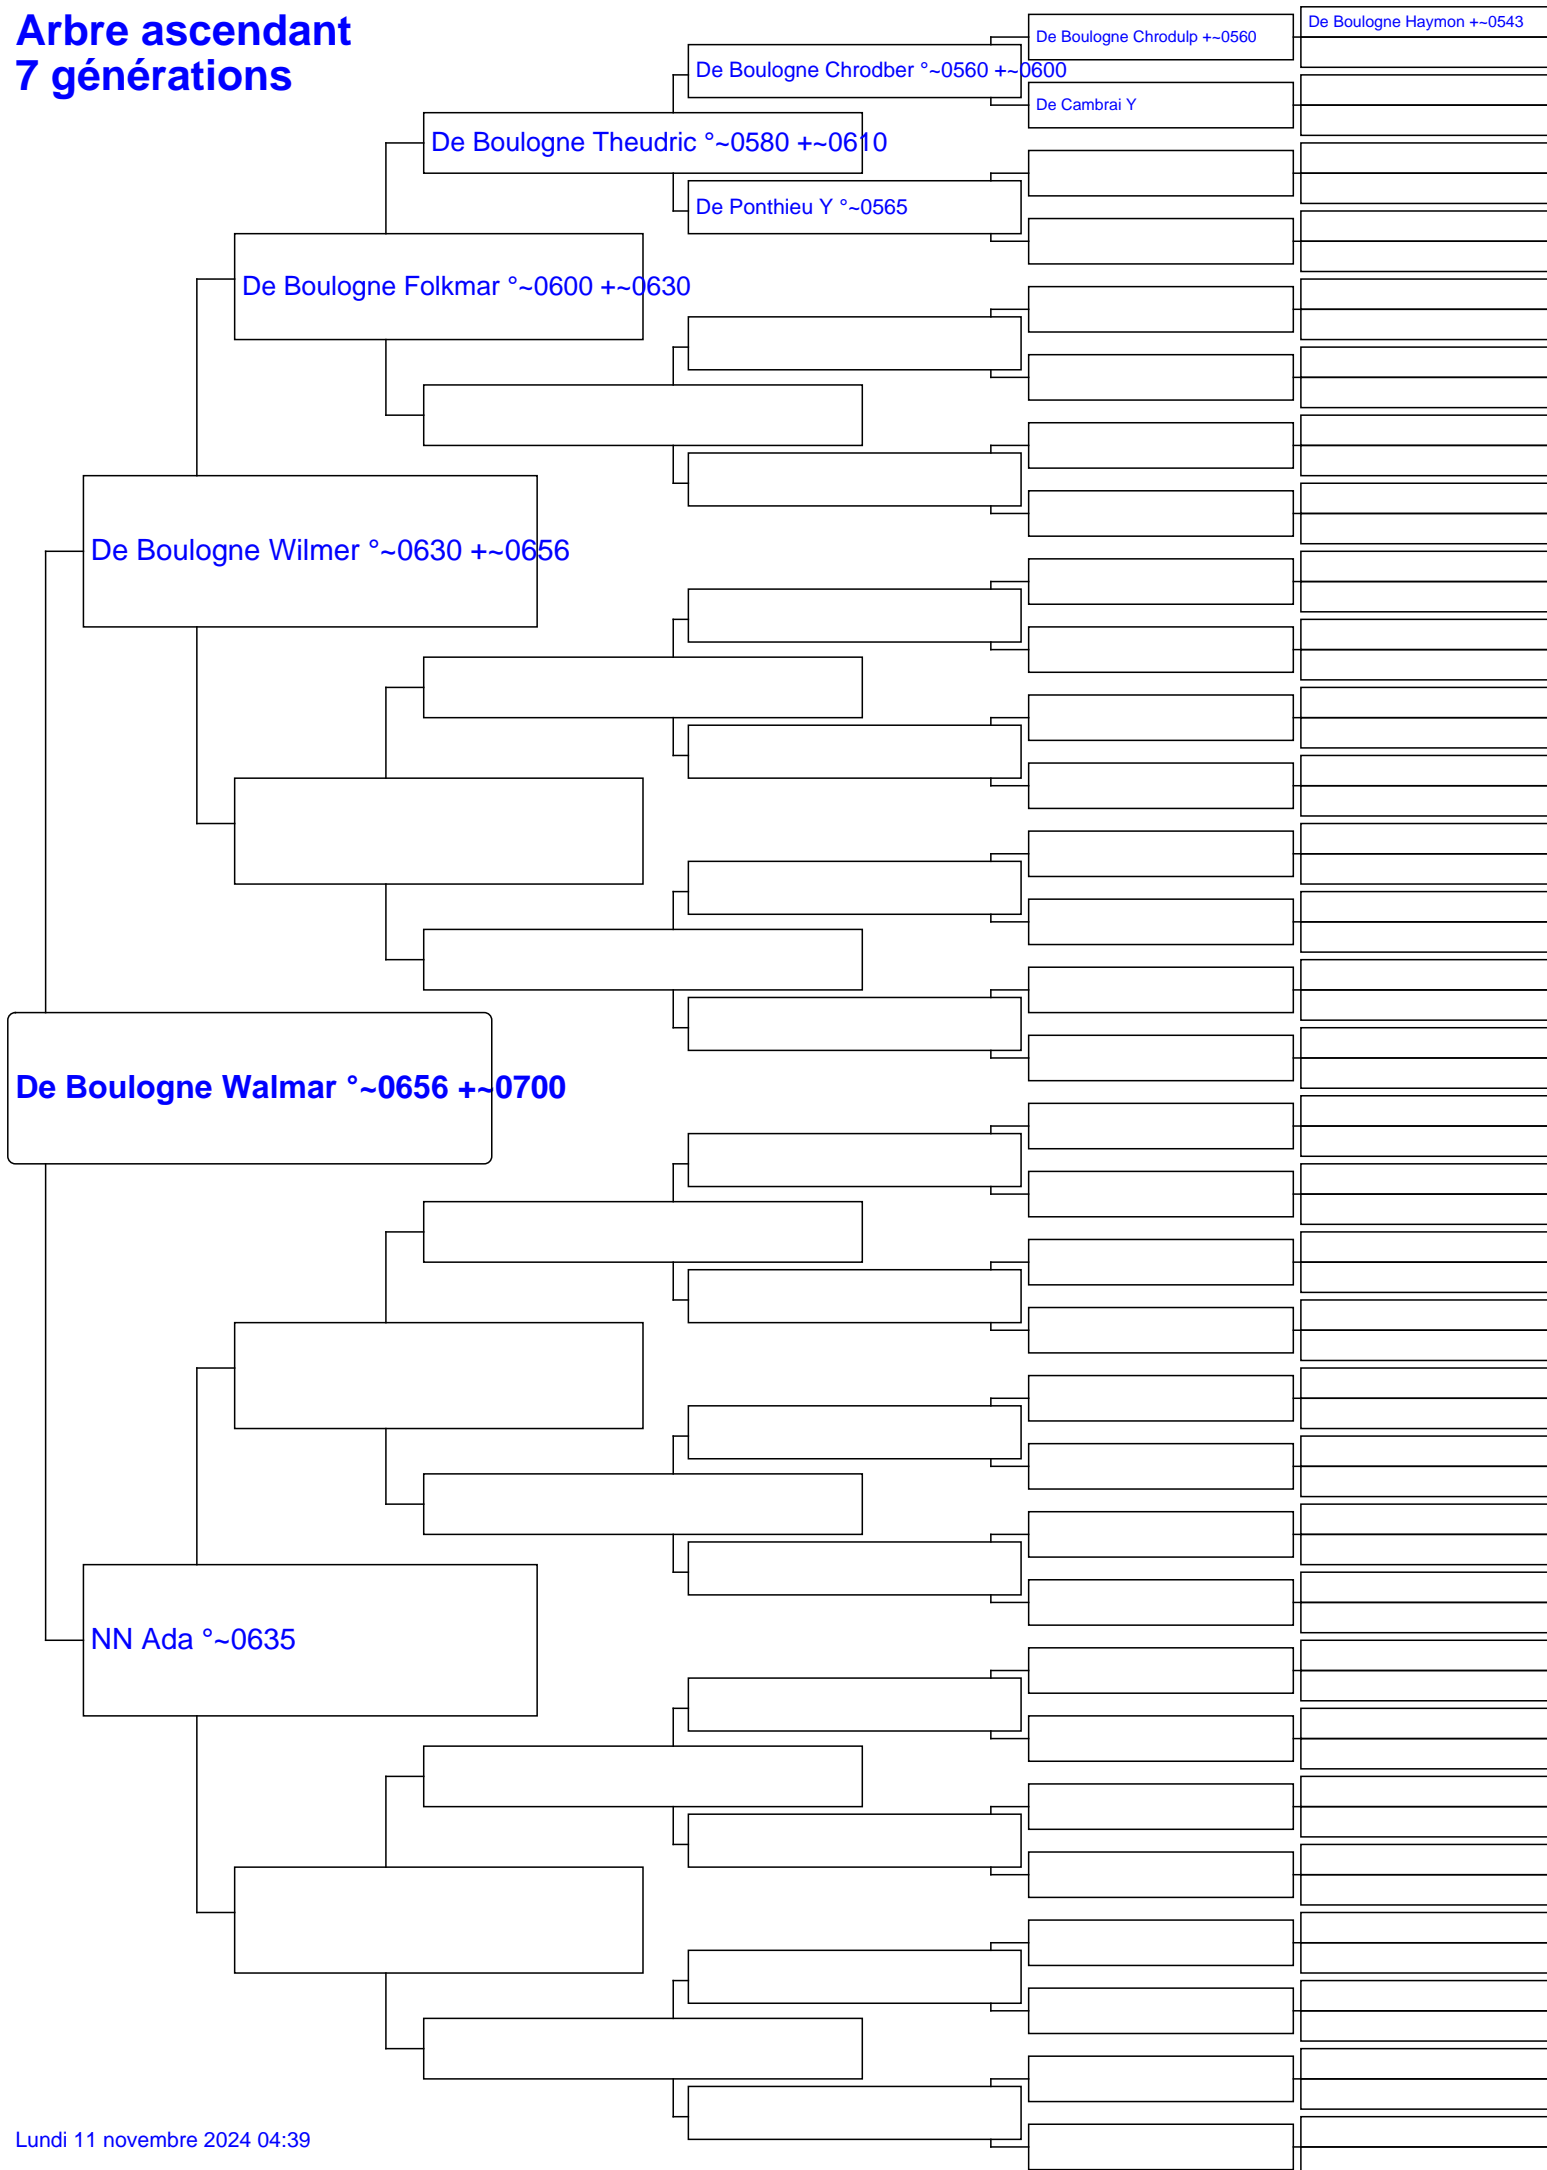 Arbre ascendant
7 générations
De Boulogne Haymon +~0543
De Boulogne Chrodulp +~0560
De Boulogne Chrodber °~0560 +~0600
De Cambrai Y
De Boulogne Theudric °~0580 +~0610
De Ponthieu Y °~0565
De Boulogne Folkmar °~0600 +~0630
De Boulogne Wilmer °~0630 +~0656
De Boulogne Walmar °~0656 +~0700
NN Ada °~0635
Lundi 11 novembre 2024 04:39